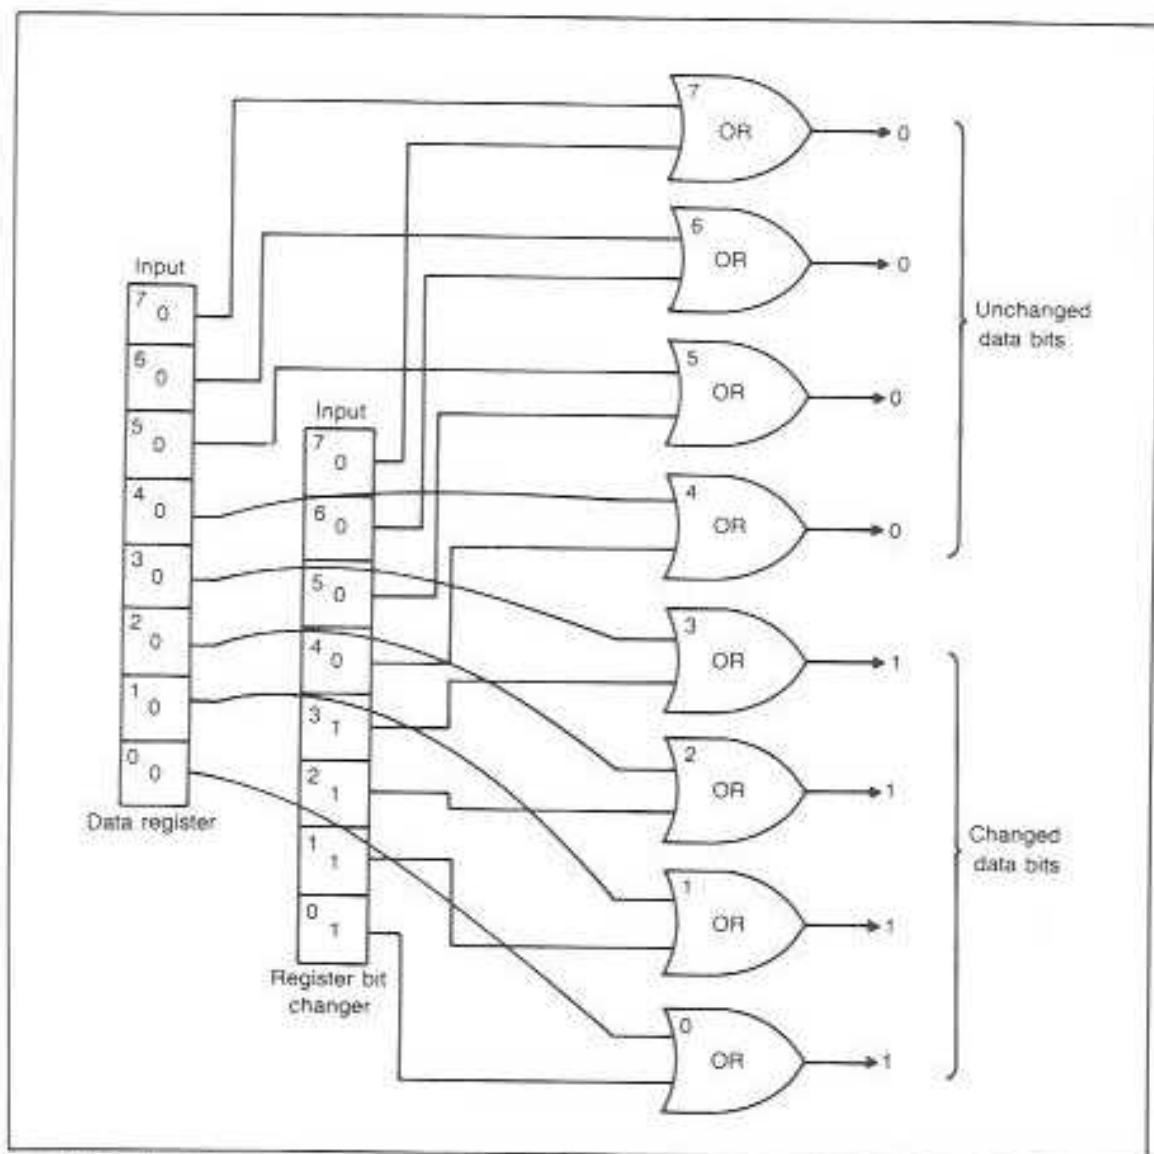 7
OR
0
6
OR
0
5
OR
0
4
OR
0
3
OR
1
2
OR
1
1
OR
1
0
OR
1
Unchanged
data bits
Changed
data bits
Input
7 0
6 0
5 0
4 0
3 0
2 0
1 0
0 0
Data register
Input
7 0
6 0
5 0
4 0
3 1
2 1
1 1
0 1
Register bit
changer